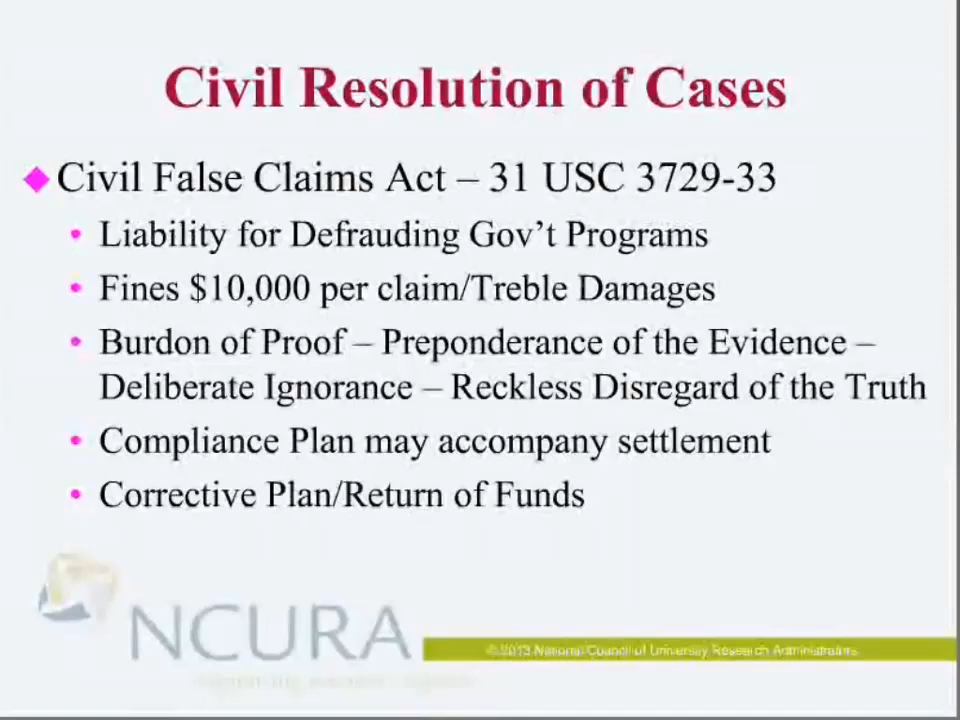 Civil Resolution of Cases
Civil False Claims Act – 31 USC 3729-33
• Liability for Defrauding Gov't Programs
• Fines $10,000 per claim/Treble Damages
• Burdon of Proof – Preponderance of the Evidence –
Deliberate Ignorance – Reckless Disregard of the Truth
• Compliance Plan may accompany settlement
• Corrective Plan/Return of Funds
NCURA
© 2013 National Council of University Research Administrators